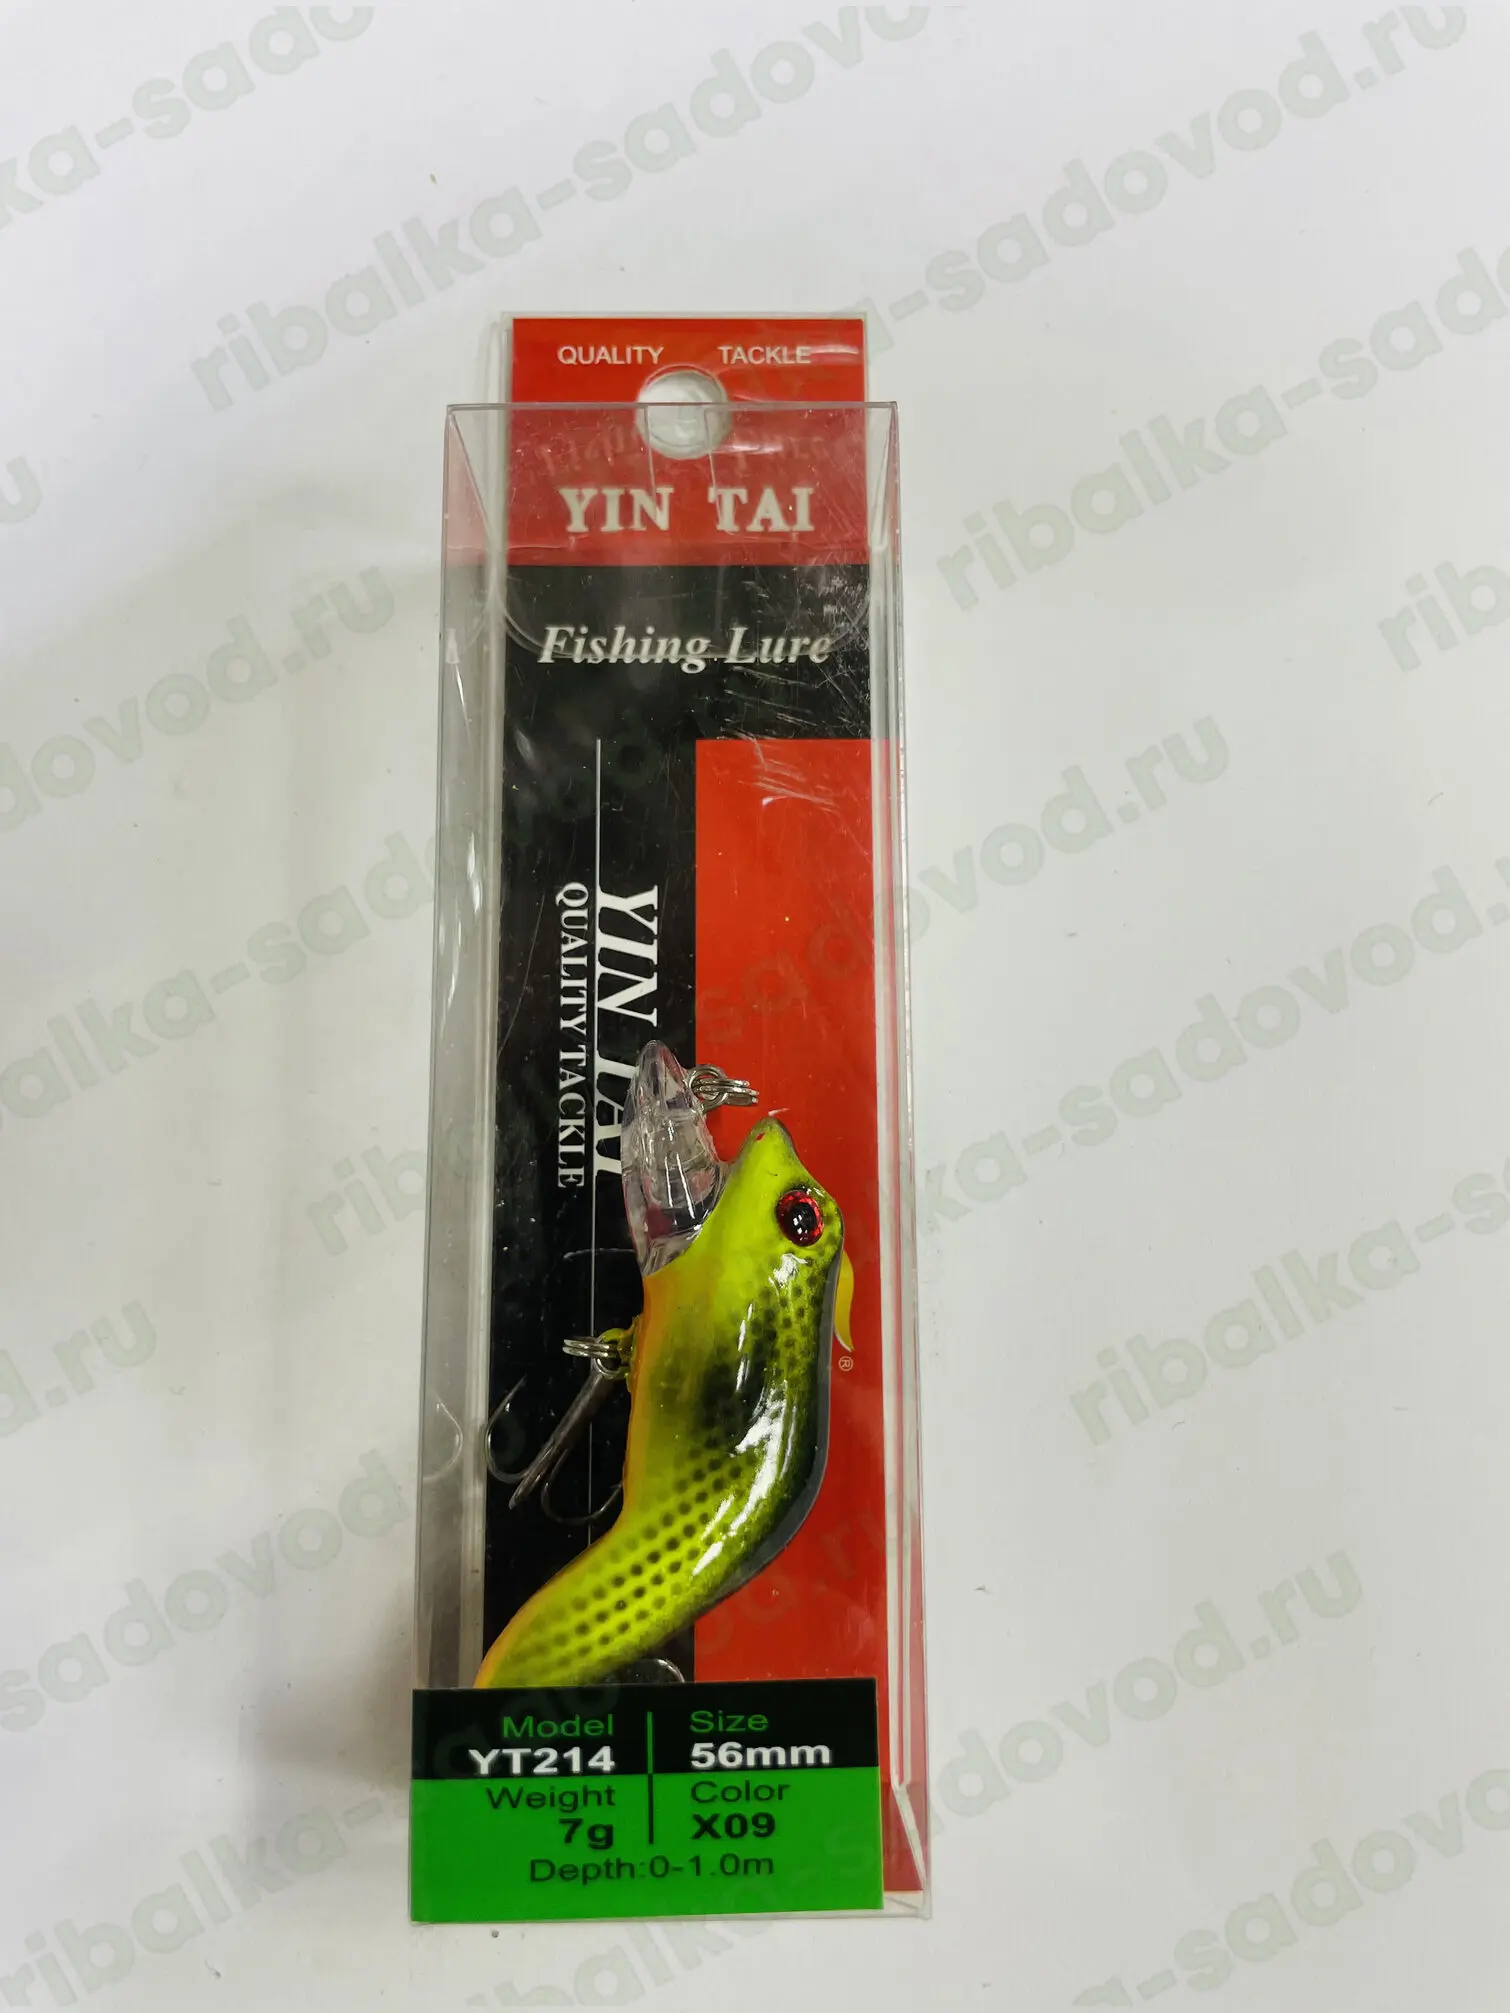 QUALITY TACKLE
YIN TAI
Fishing Lure
YIN TAI
QUALITY TACKLE
®
Model
YT214
Size
56mm
Weight
7g
Color
X09
Depth:0-1.0m
ribalka-sadovod.ru